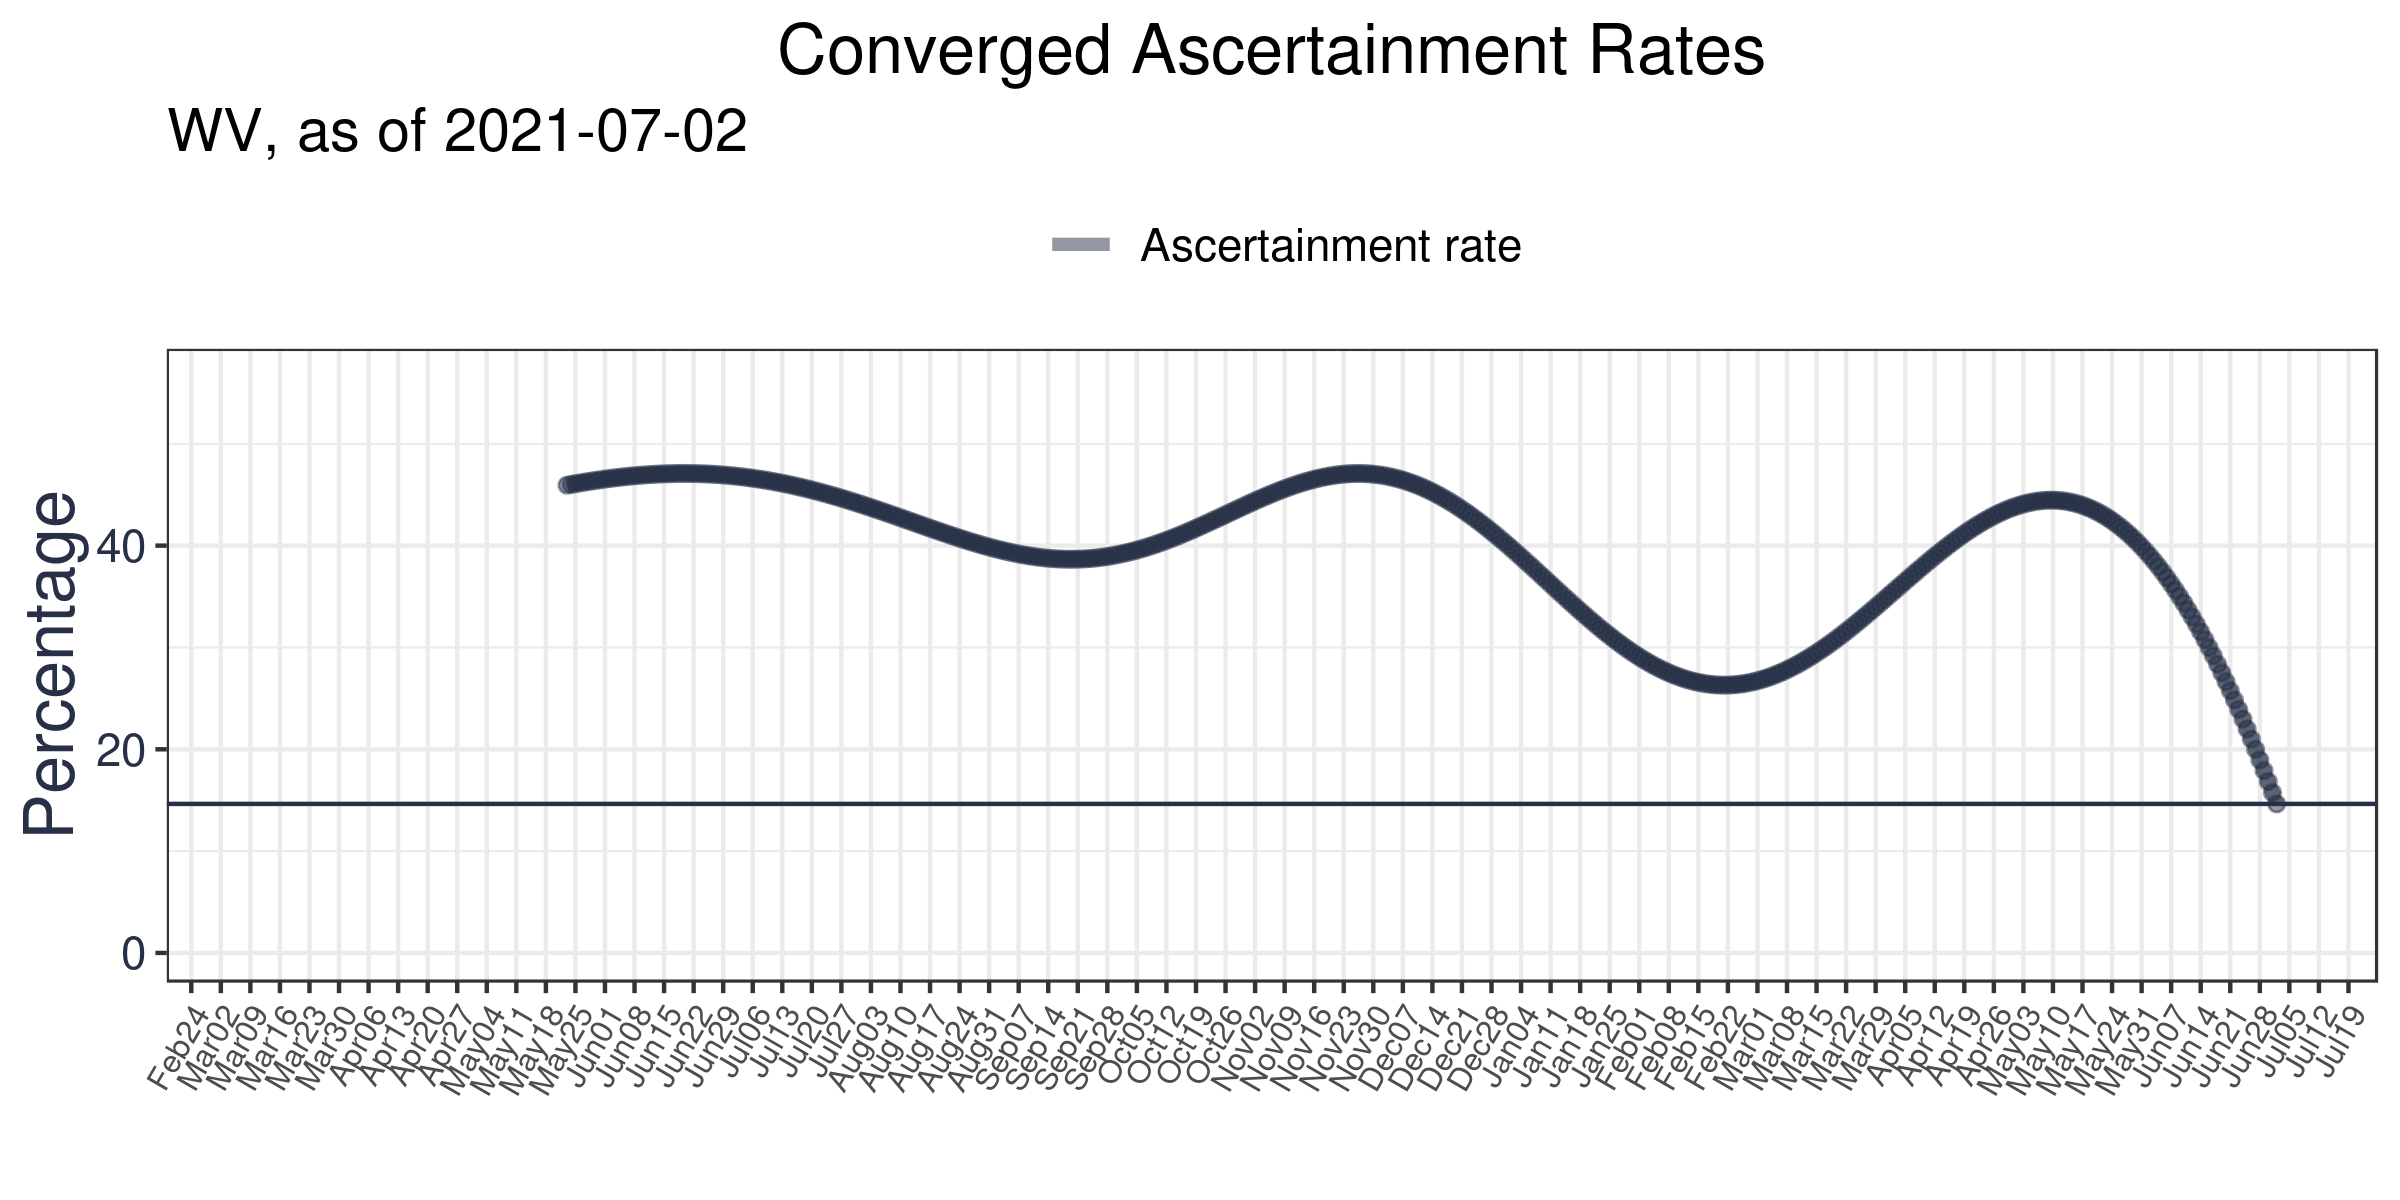 Converged Ascertainment Rates
WV, as of 2021-07-02
Ascertainment rate
Percentage
40
20
0
Feb24 Mar02 Mar09 Mar16 Mar23 Mar30 Apr06 Apr13 Apr20 Apr27 May04 May11 May18 May25 Jun01 Jun08 Jun15 Jun22 Jun29 Jul06 Jul13 Jul20 Jul27 Aug03 Aug10 Aug17 Aug24 Aug31 Sep07 Sep14 Sep21 Sep28 Oct05 Oct12 Oct19 Oct26 Nov02 Nov09 Nov16 Nov23 Nov30 Dec07 Dec14 Dec21 Dec28 Jan04 Jan11 Jan18 Jan25 Feb01 Feb08 Feb15 Feb22 Mar01 Mar08 Mar15 Mar22 Mar29 Apr05 Apr12 Apr19 Apr26 May03 May10 May17 May24 May31 Jun07 Jun14 Jun21 Jun28 Jul05 Jul12 Jul19